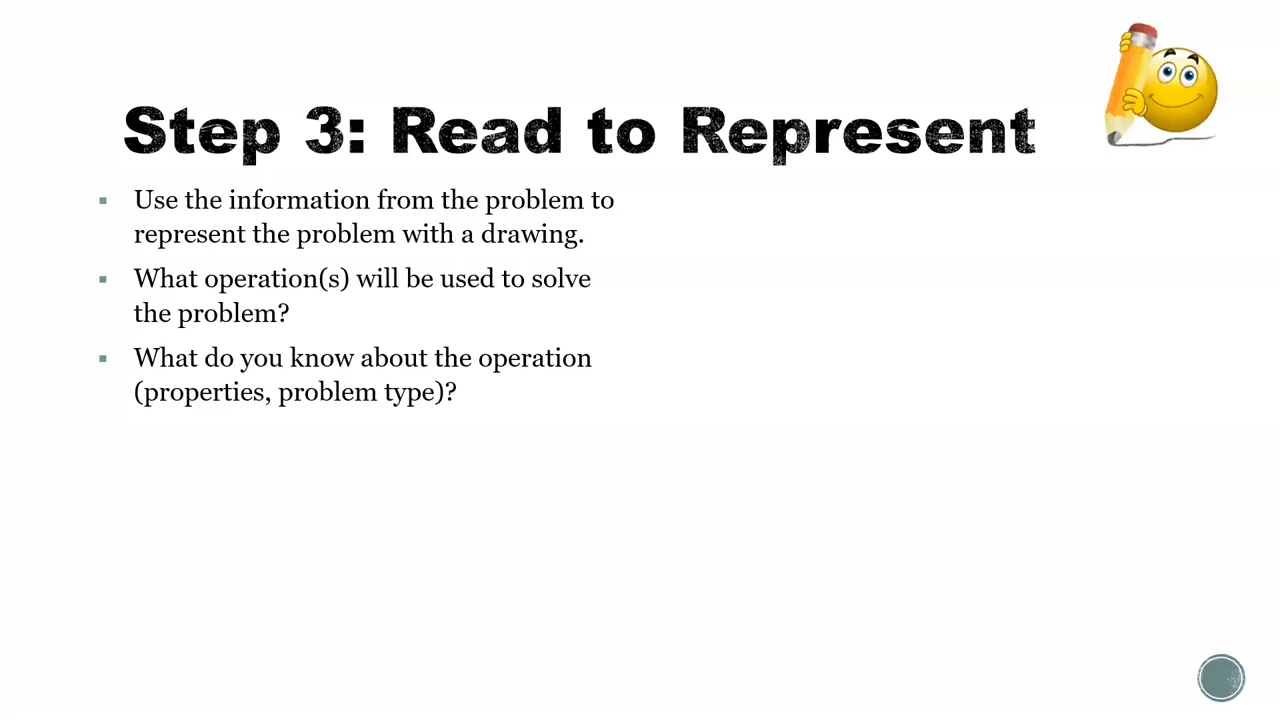 Step 3: Read to Represent
Use the information from the problem to
represent the problem with a drawing.
What operation(s) will be used to solve
the problem?
What do you know about the operation
(properties, problem type)?